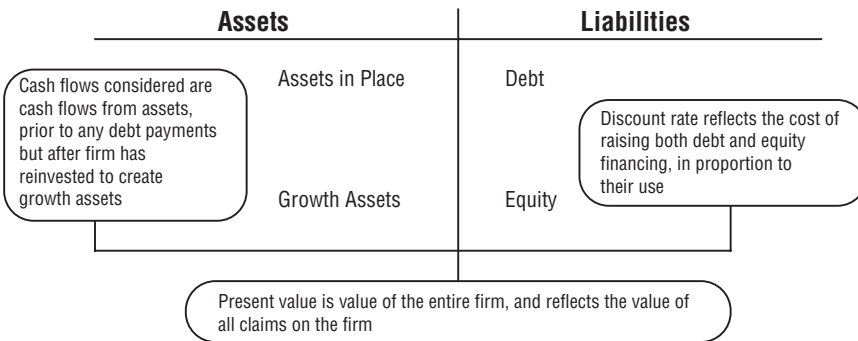 Assets Liabilities
Cash flows considered are
cash flows from assets,
prior to any debt payments
but after firm has
reinvested to create
growth assets
Assets in Place
Growth Assets
Debt
Equity
Discount rate reflects the cost of
raising both debt and equity
financing, in proportion to
their use
Present value is value of the entire firm, and reflects the value of
all claims on the firm